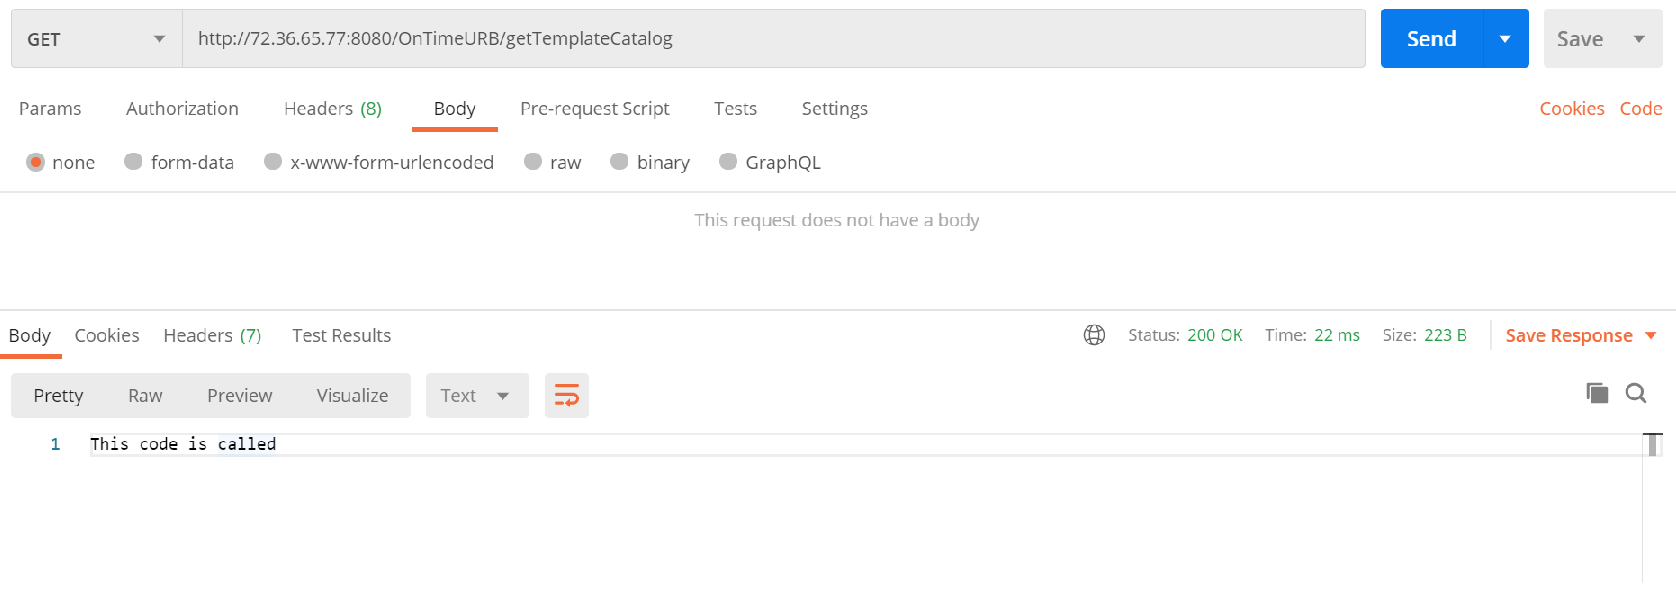 GET http://72.36.65.77:8080/OnTimeURB/getTemplateCatalog Send Save
Params Authorization Headers (8) Body Pre-request Script Tests Settings Cookies Code
none form-data x-www-form-urlencoded raw binary GraphQL
This request does not have a body
Body Cookies Headers (7) Test Results Status: 200 OK Time: 22 ms Size: 223 B Save Response
Pretty Raw Preview Visualize Text
1 This code is called